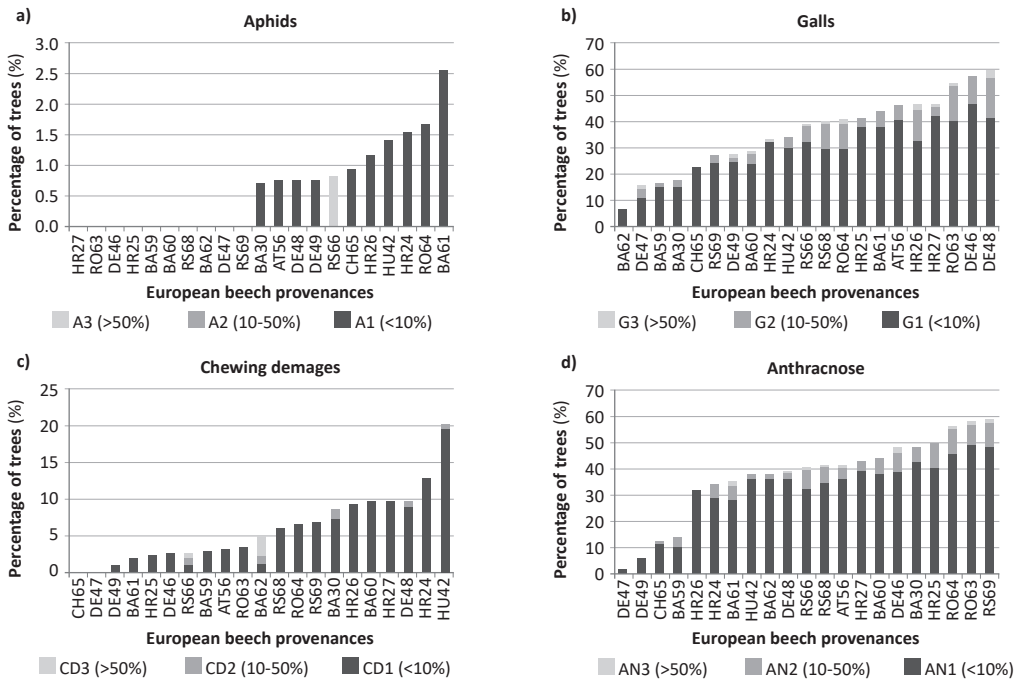 a)
Aphids
Percentage of trees (%)
3.0
2.5
2.0
1.5
1.0
0.5
0.0
HR27 RO63 DE46 HR25 BA59 BA60 RS68 BA62 DE47 RS69 BA30 AT56 DE48 DE49 RS66 CH65 HR26 HU42 HR24 RO64 BA61
European beech provenances
A3 (>50%) A2 (10-50%) A1 (<10%)
b)
Galls
Percentage of trees (%)
70
60
50
40
30
20
10
0
BA62 DE47 BA59 BA30 CH65 RS69 DE49 BA60 HR24 HU42 RS66 RS68 RO64 HR25 BA61 AT56 HR26 HR27 RO63 DE46 DE48
European beech provenances
G3 (>50%) G2 (10-50%) G1 (<10%)
c)
Chewing demages
Percentage of trees (%)
25
20
15
10
5
0
CH65 DE47 DE49 BA61 HR25 DE46 RS66 BA59 AT56 RO63 BA62 RS68 RO64 RS69 BA30 HR26 BA60 HR27 DE48 HR24 HU42
European beech provenances
CD3 (>50%) CD2 (10-50%) CD1 (<10%)
d)
Anthracnose
Percentage of trees (%)
70
60
50
40
30
20
10
0
DE47 DE49 CH65 BA59 HR26 HR24 BA61 HU42 BA62 DE48 RS66 RS68 AT56 HR27 BA60 DE46 BA30 HR25 RO64 RO63 RS69
European beech provenances
AN3 (>50%) AN2 (10-50%) AN1 (<10%)